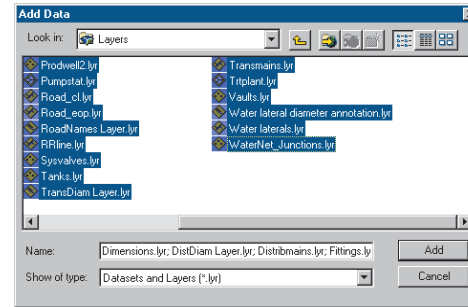 Add Data
Look in: Layers
Prodwell2.lyr
Pumpstat.lyr
Road_cl.lyr
Road_eop.lyr
RoadNames Layer.lyr
RRline.lyr
Sysvalves.lyr
Tanks.lyr
TransDiam Layer.lyr
Transmains.lyr
Trtplant.lyr
Vaults.lyr
Water lateral diameter annotation.lyr
Water laterals.lyr
WaterNet_Junctions.lyr
Name: Dimensions.lyr; DistDiam Layer.lyr; Distribmains.lyr; Fittings.ly
Add
Show of type: Datasets and Layers (*.lyr)
Cancel